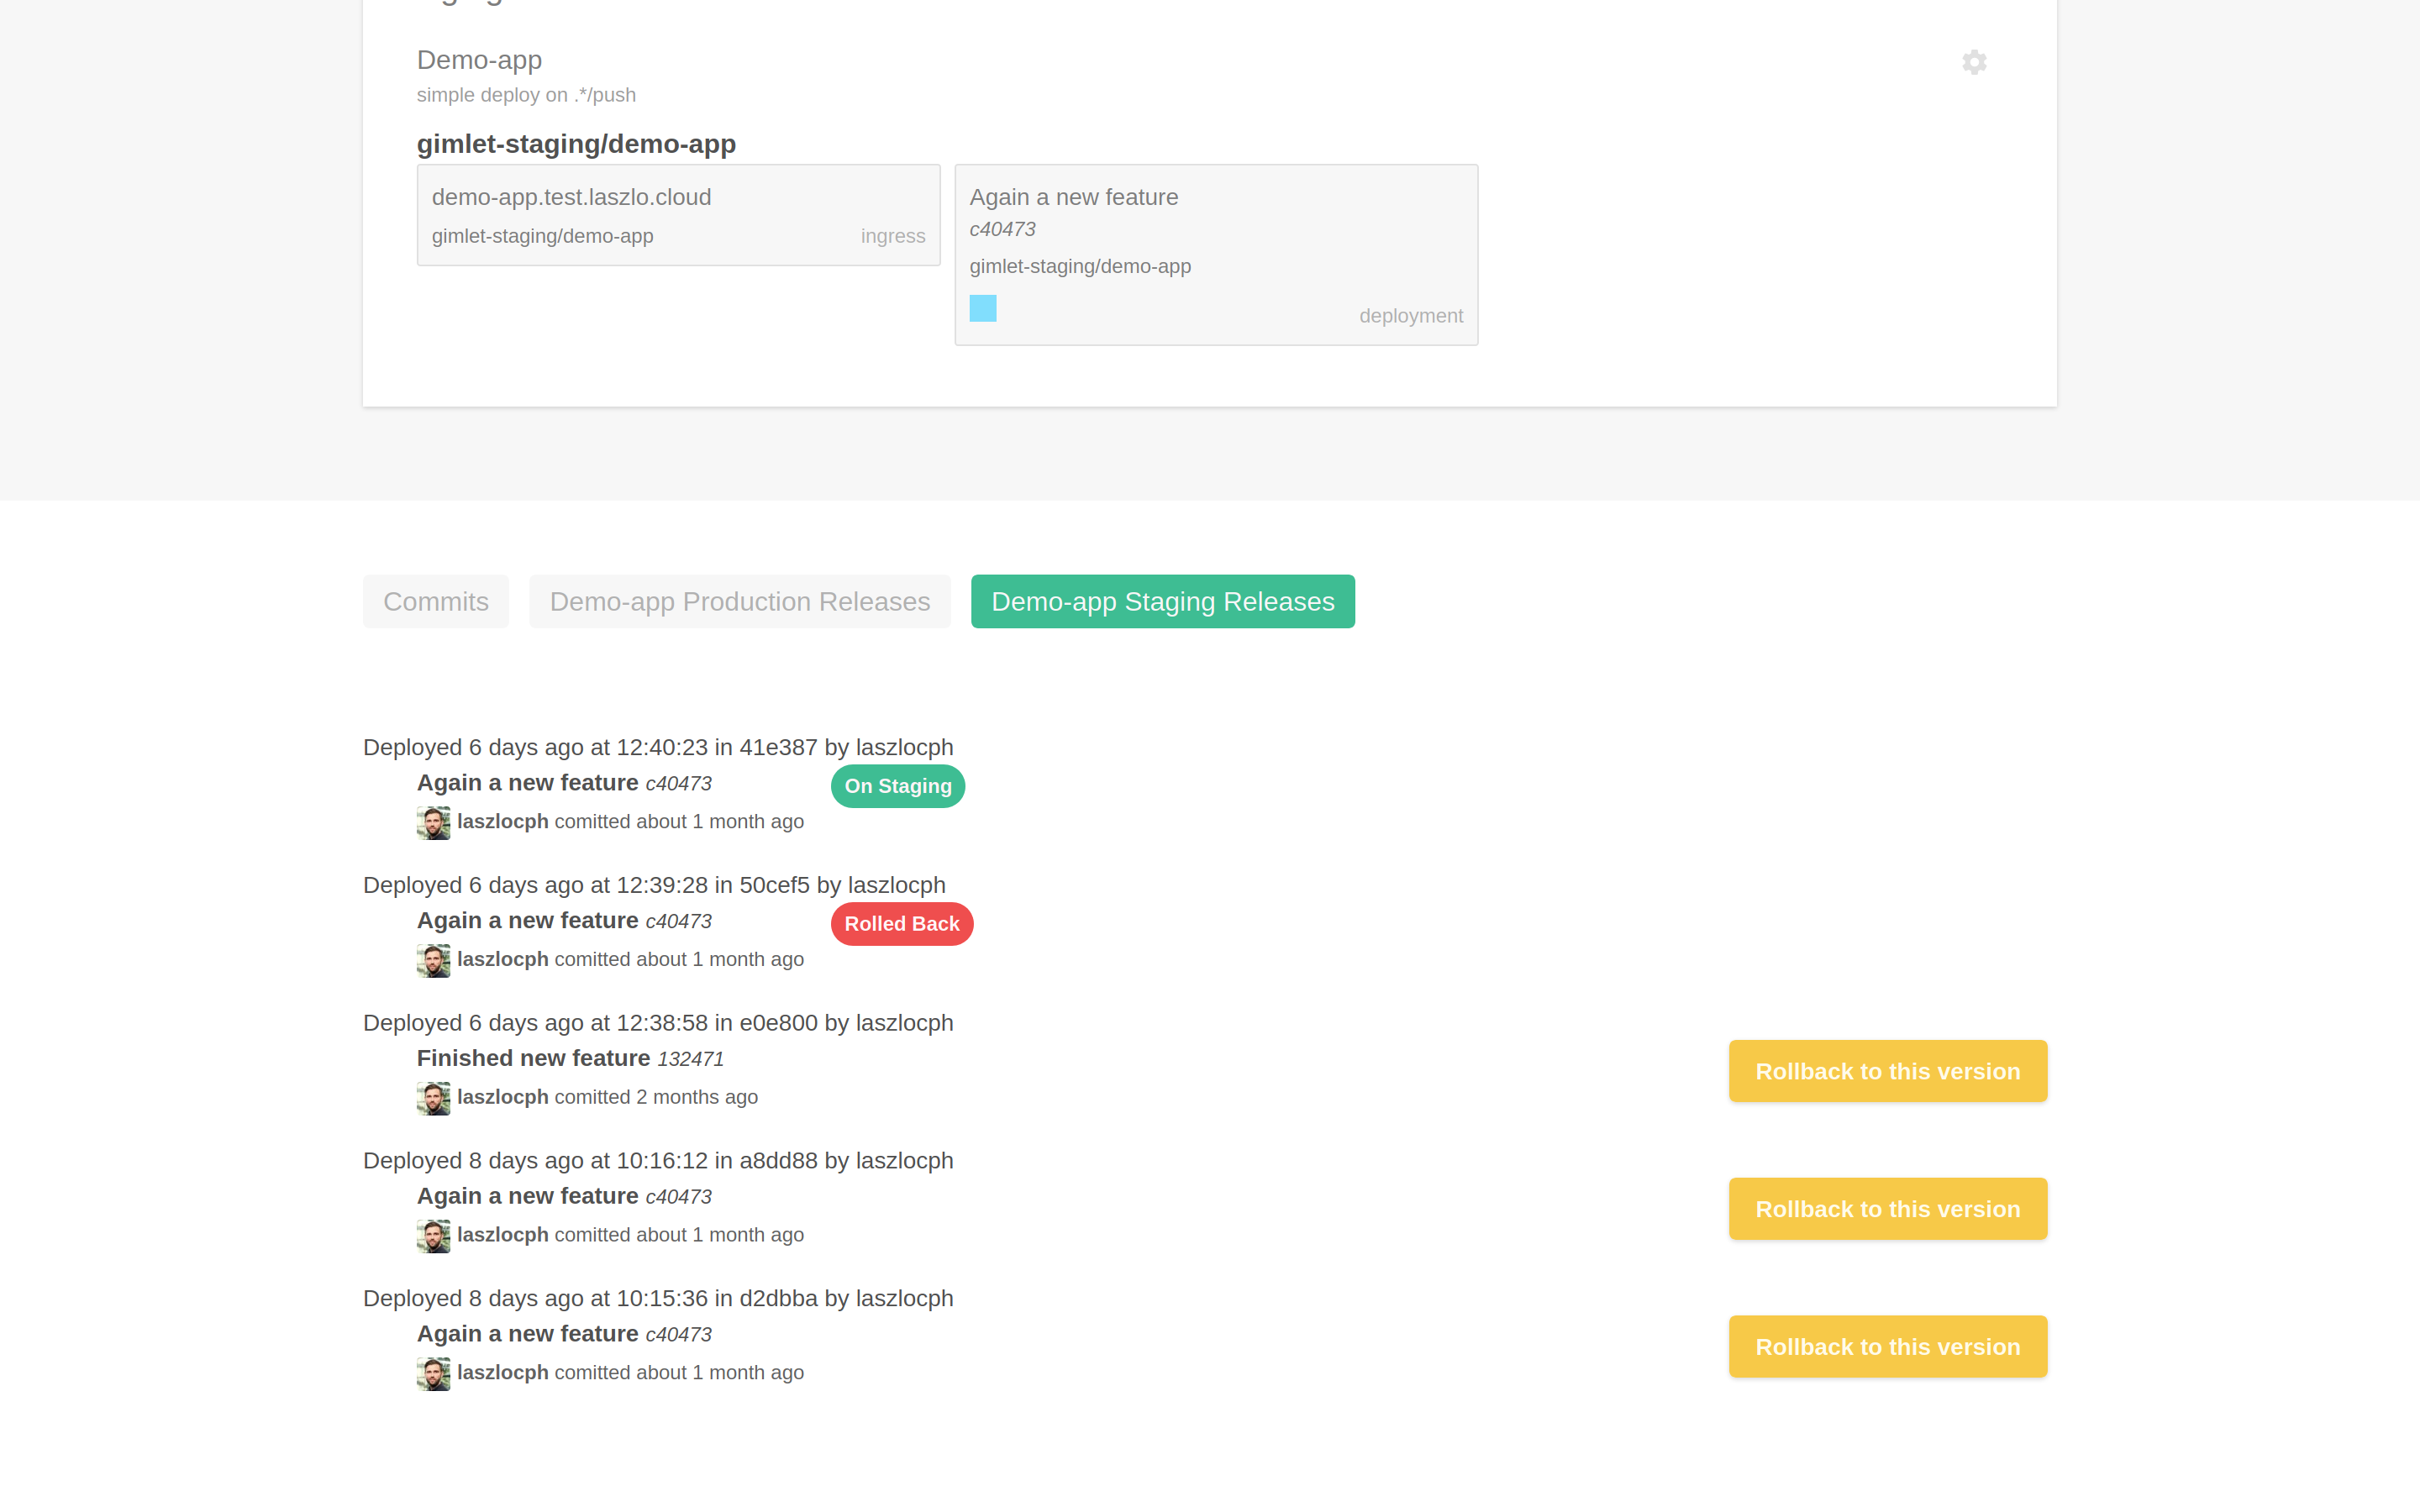 Demo-app
simple deploy on .*/push
gimlet-staging/demo-app
demo-app.test.laszlo.cloud
gimlet-staging/demo-app ingress
Again a new feature
c40473
gimlet-staging/demo-app
deployment
Commits Demo-app Production Releases Demo-app Staging Releases
Deployed 6 days ago at 12:40:23 in 41e387 by laszlocph
Again a new feature c40473 On Staging
laszlocph comitted about 1 month ago
Deployed 6 days ago at 12:39:28 in 50cef5 by laszlocph
Again a new feature c40473 Rolled Back
laszlocph comitted about 1 month ago
Deployed 6 days ago at 12:38:58 in e0e800 by laszlocph
Finished new feature 132471 Rollback to this version
laszlocph comitted 2 months ago
Deployed 8 days ago at 10:16:12 in a8dd88 by laszlocph
Again a new feature c40473 Rollback to this version
laszlocph comitted about 1 month ago
Deployed 8 days ago at 10:15:36 in d2dbba by laszlocph
Again a new feature c40473 Rollback to this version
laszlocph comitted about 1 month ago